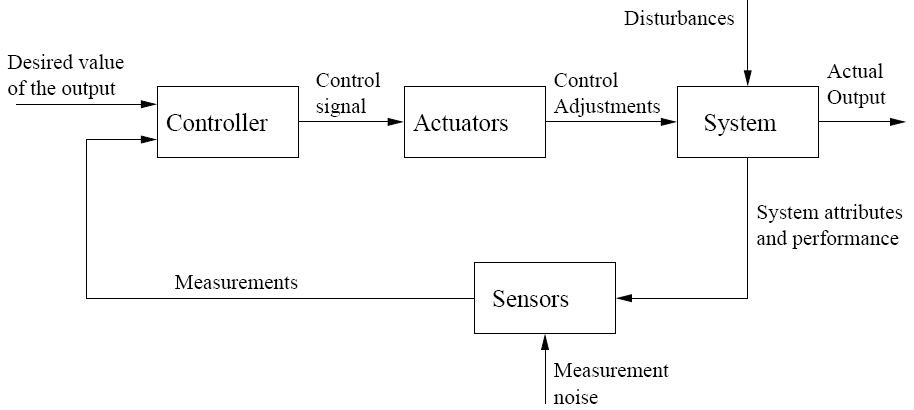 Disturbances
Desired value
of the output
Control
signal
Control
Adjustments
Actual
Output
Controller
Actuators
System
System attributes
and performance
Measurements
Sensors
Measurement
noise